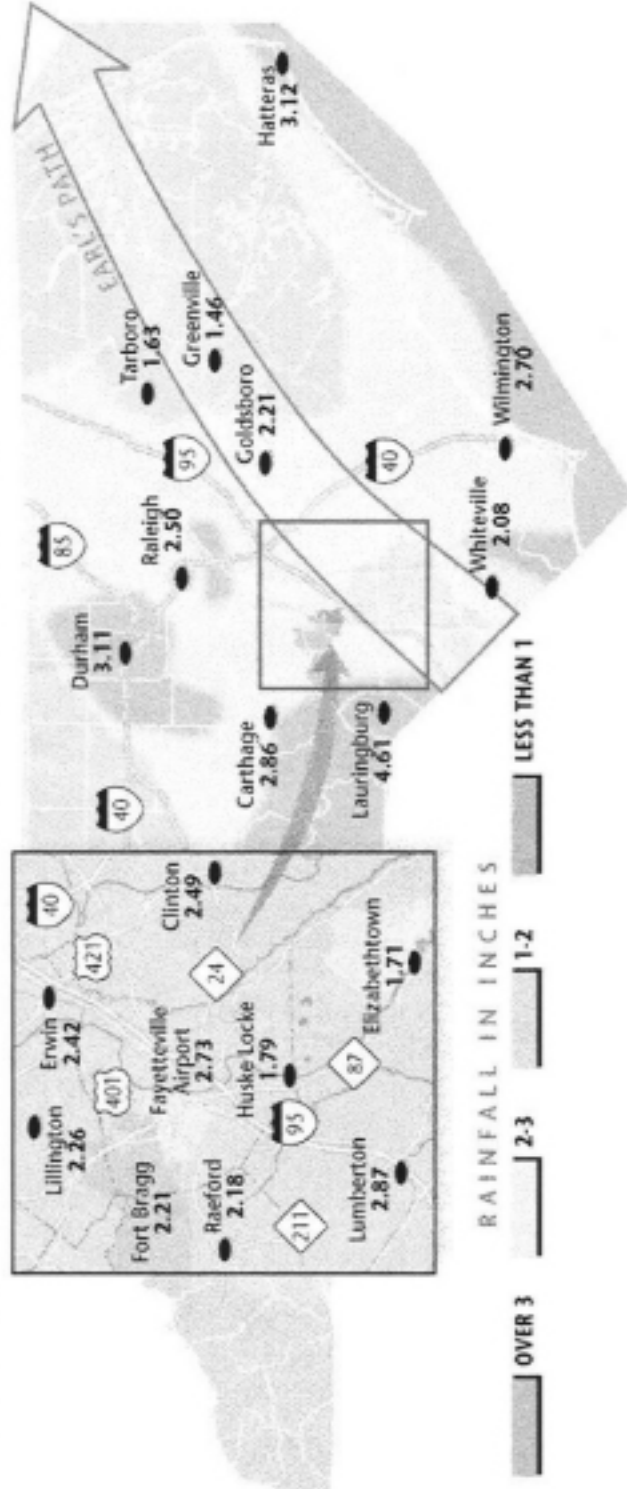 Lillington
2.26
Erwin
2.42
40
421
401
Fort Bragg
2.21
Fayetteville
Airport
2.73
Clinton
2.49
24
Raeford
2.18
Huske Locke
1.79
95
211
87
Lumberton
2.87
Elizabethtown
1.71
40
85
Durham
3.11
Raleigh
2.50
95
Tarboro
1.63
EARL'S PATH
Greenville
1.46
Goldsboro
2.21
Carthage
2.86
Hatteras
3.12
Lauringburg
4.61
40
Whiteville
2.08
Wilmington
2.70
RAINFALL IN INCHES
OVER 3
2-3
1-2
LESS THAN 1